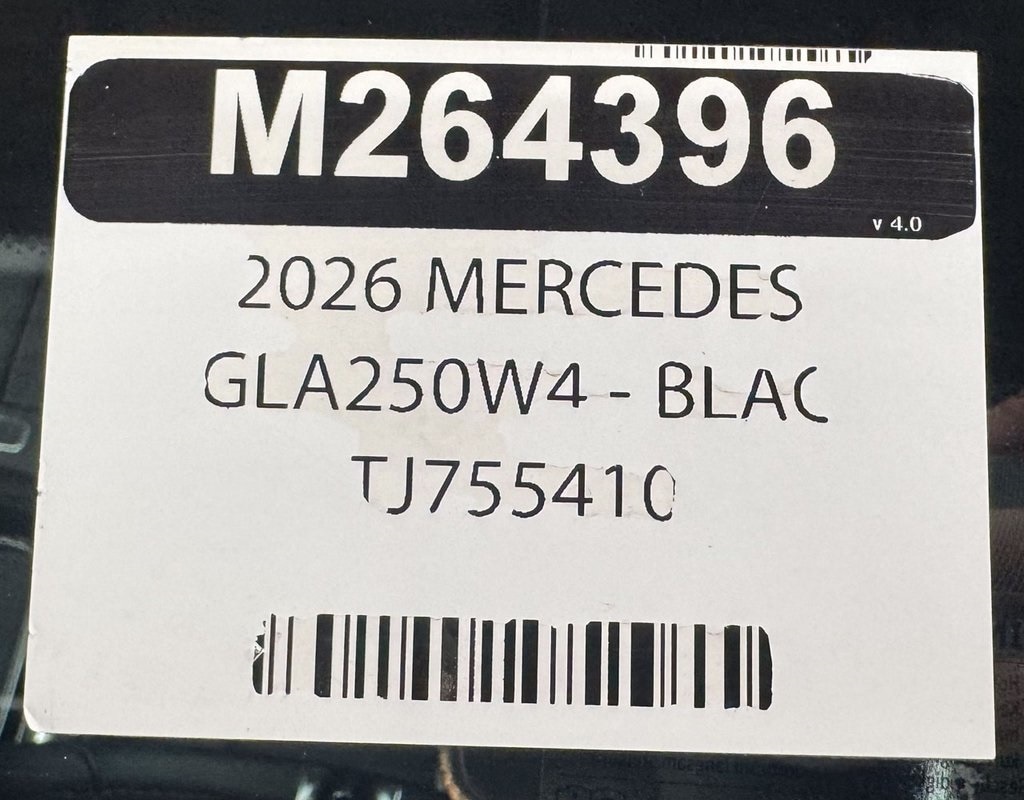 M264396
v 4.0
2026 MERCEDES
GLA250W4 - BLAC
TJ755410